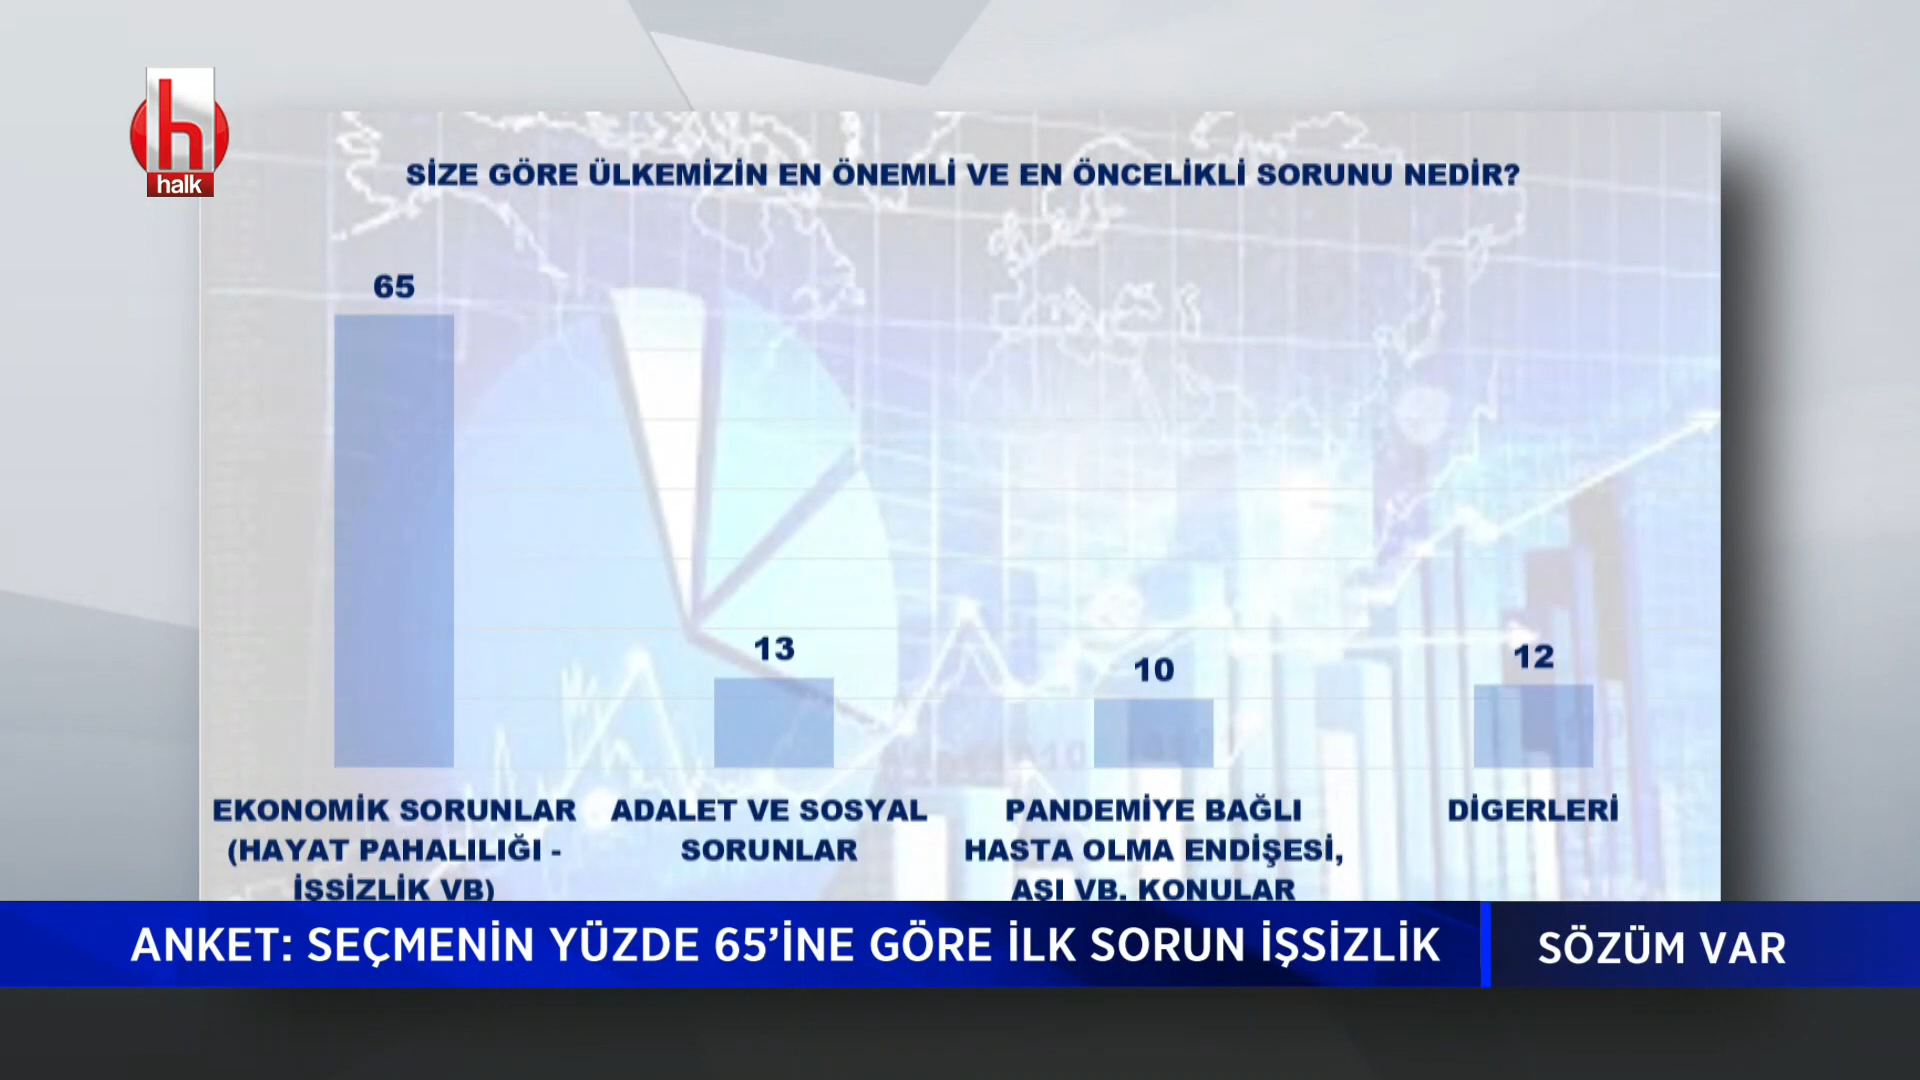 h
halk
SİZE GÖRE ÜLKEMİZİN EN ÖNEMLİ VE EN ÖNCELİKLİ SORUNU NEDİR?
65
13
10
12
EKONOMİK SORUNLAR
(HAYAT PAHALILIĞI -
İŞSİZLİK VB)
ADALET VE SOSYAL
SORUNLAR
PANDEMİYE BAĞLI
HASTA OLMA ENDİŞESİ,
AŞI VB. KONULAR
DİGERLERİ
ANKET: SEÇMENİN YÜZDE 65’İNE GÖRE İLK SORUN İŞSİZLİK
SÖZÜM VAR